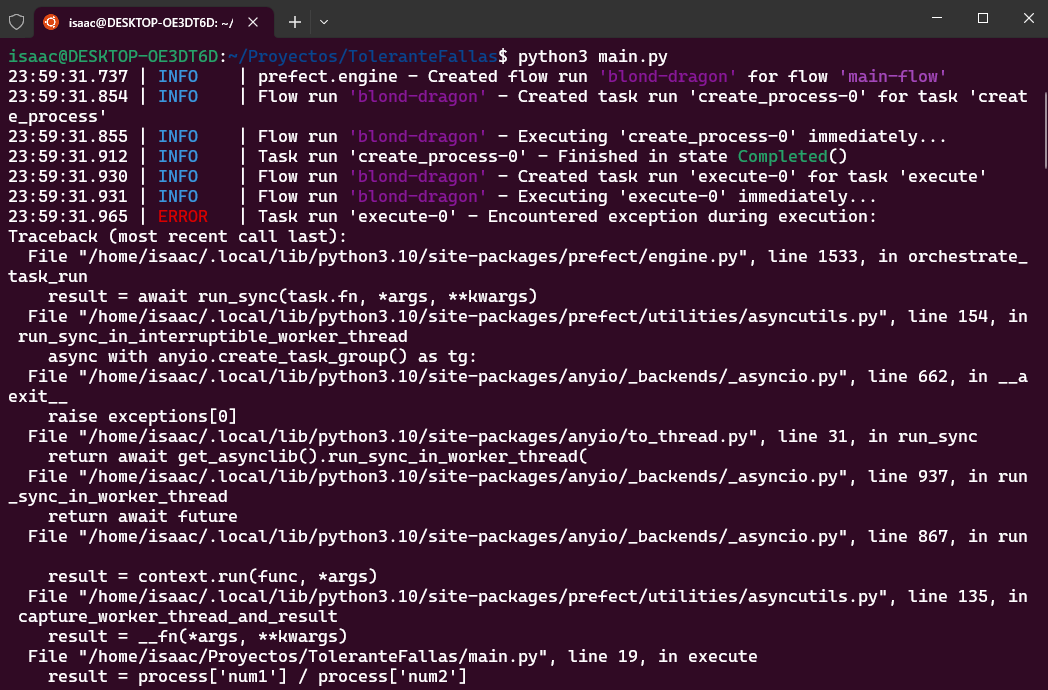 isaac@DESKTOP-OE3DT6D: ~/
isaac@DESKTOP-OE3DT6D:~/Proyectos/ToleranteFallas$ python3 main.py
23:59:31.737 | INFO    | prefect.engine - Created flow run 'blond-dragon' for flow 'main-flow'
23:59:31.854 | INFO    | Flow run 'blond-dragon' - Created task run 'create_process-0' for task 'creat
e_process'
23:59:31.855 | INFO    | Flow run 'blond-dragon' - Executing 'create_process-0' immediately...
23:59:31.912 | INFO    | Task run 'create_process-0' - Finished in state Completed()
23:59:31.930 | INFO    | Flow run 'blond-dragon' - Created task run 'execute-0' for task 'execute'
23:59:31.931 | INFO    | Flow run 'blond-dragon' - Executing 'execute-0' immediately...
23:59:31.965 | ERROR   | Task run 'execute-0' - Encountered exception during execution:
Traceback (most recent call last):
  File "/home/isaac/.local/lib/python3.10/site-packages/prefect/engine.py", line 1533, in orchestrate_
task_run
    result = await run_sync(task.fn, *args, **kwargs)
  File "/home/isaac/.local/lib/python3.10/site-packages/prefect/utilities/asyncutils.py", line 154, in
 run_sync_in_interruptible_worker_thread
    async with anyio.create_task_group() as tg:
  File "/home/isaac/.local/lib/python3.10/site-packages/anyio/_backends/_asyncio.py", line 662, in __a
exit__
    raise exceptions[0]
  File "/home/isaac/.local/lib/python3.10/site-packages/anyio/to_thread.py", line 31, in run_sync
    return await get_asynclib().run_sync_in_worker_thread(
  File "/home/isaac/.local/lib/python3.10/site-packages/anyio/_backends/_asyncio.py", line 937, in run
_sync_in_worker_thread
    return await future
  File "/home/isaac/.local/lib/python3.10/site-packages/anyio/_backends/_asyncio.py", line 867, in run
    result = context.run(func, *args)
  File "/home/isaac/.local/lib/python3.10/site-packages/prefect/utilities/asyncutils.py", line 135, in
 capture_worker_thread_and_result
    result = __fn(*args, **kwargs)
  File "/home/isaac/Proyectos/ToleranteFallas/main.py", line 19, in execute
    result = process['num1'] / process['num2']